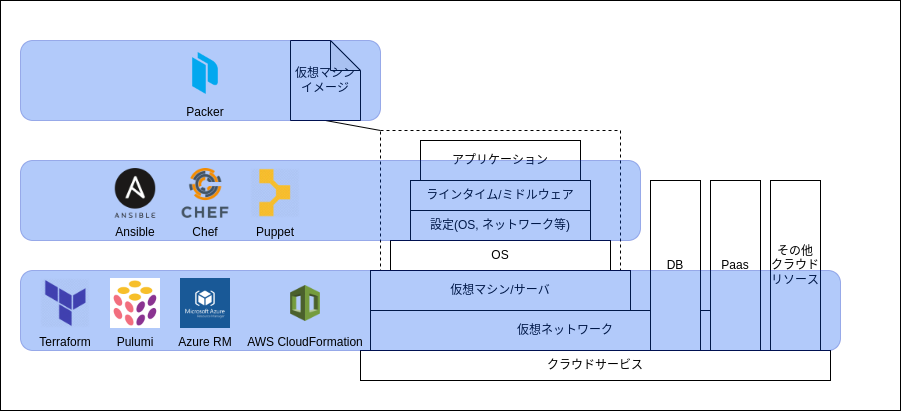 仮想マシン
イメージ
Packer
アプリケーション
ラインタイム/ミドルウェア
設定(OS, ネットワーク等)
ANSIBLE
CHEF
Ansible
Chef
Puppet
OS
DB
Paas
その他
クラウド
リソース
仮想マシン/サーバ
仮想ネットワーク
Microsoft Azure
Terraform
Pulumi
Azure RM
AWS CloudFormation
クラウドサービス